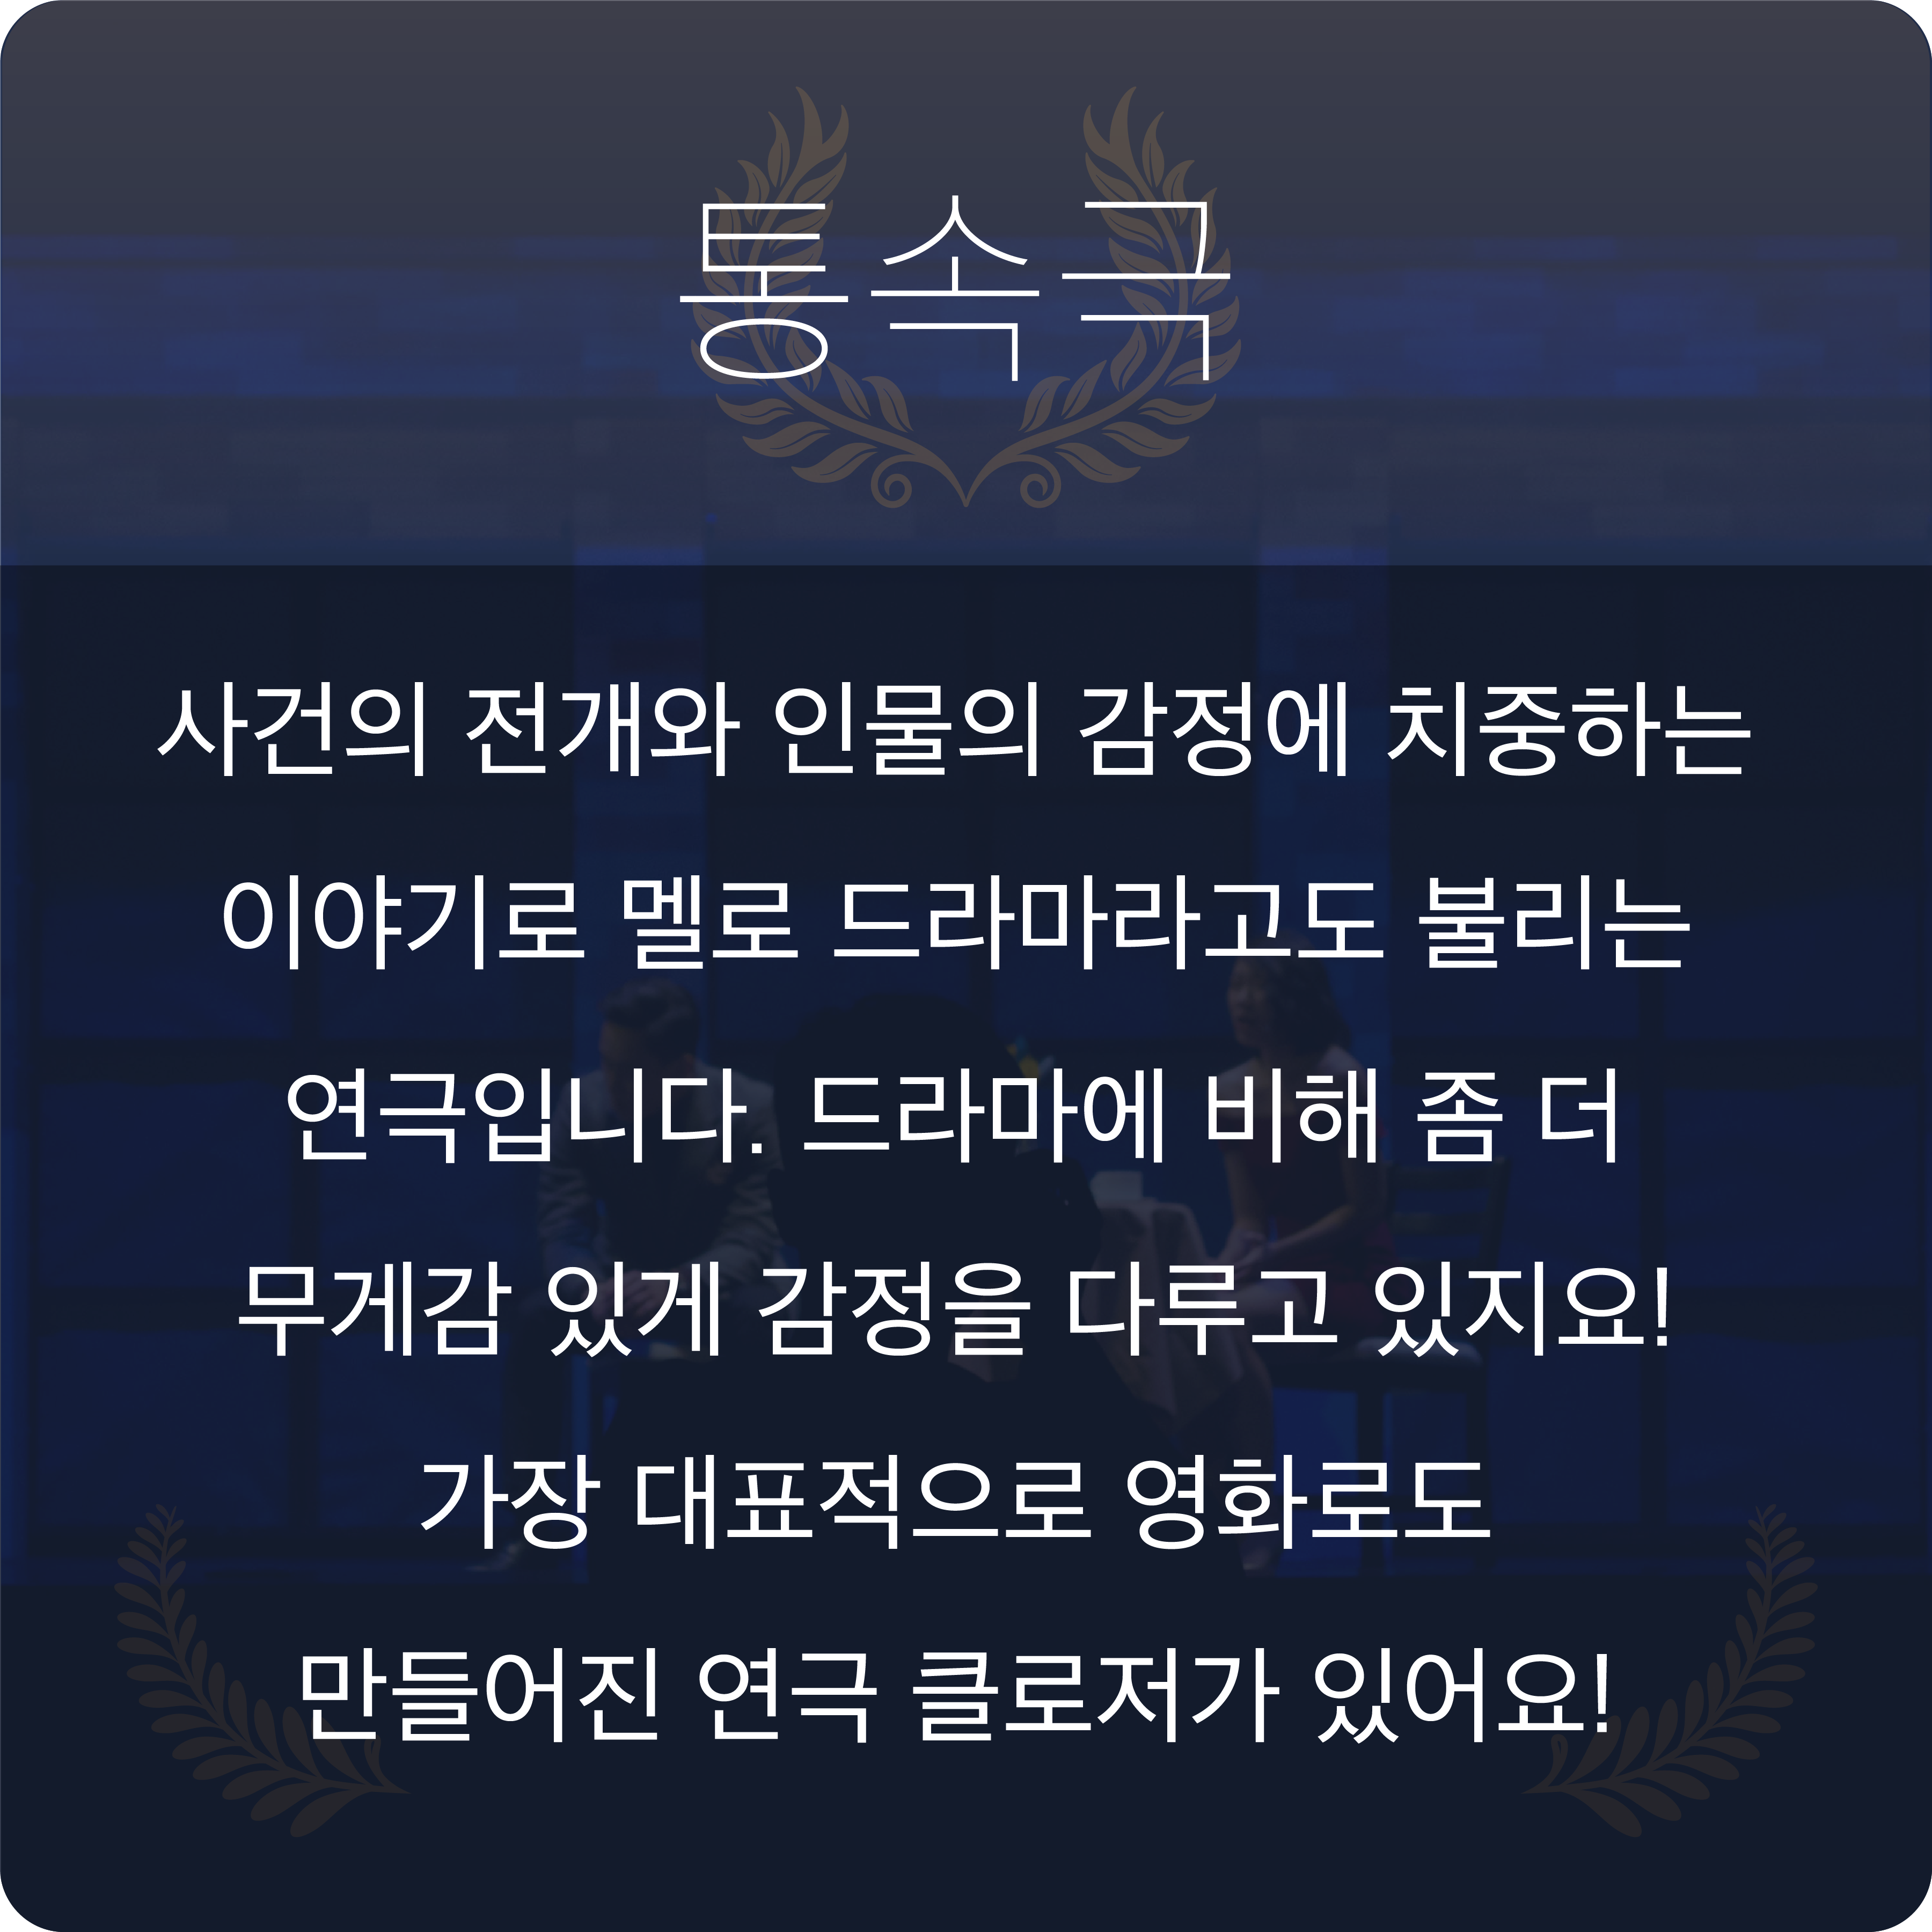 통속극
사건의 전개와 인물의 감정에 치중하는
이야기로 멜로 드라마라고도 불리는
연극입니다. 드라마에 비해 좀 더
무게감 있게 감정을 다루고 있지요!
가장 대표적으로 영화로도
만들어진 연극 클로저가 있어요!